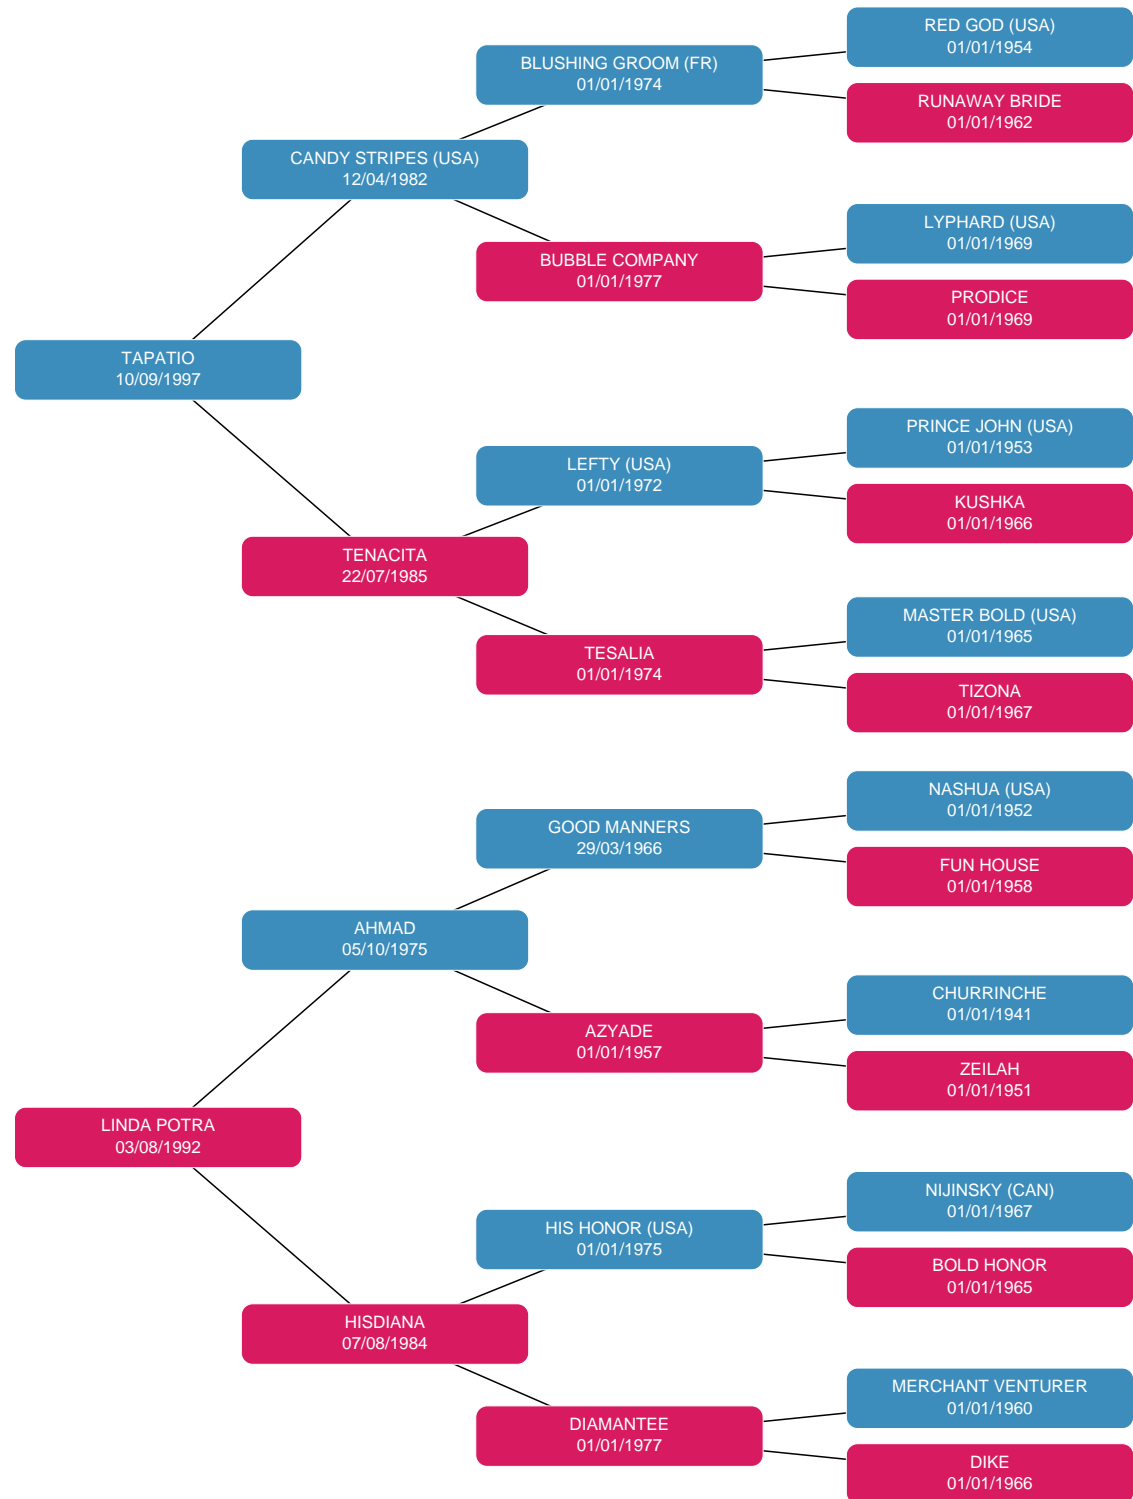 RED GOD (USA)
01/01/1954
BLUSHING GROOM (FR)
01/01/1974
RUNAWAY BRIDE
01/01/1962
CANDY STRIPES (USA)
12/04/1982
LYPHARD (USA)
01/01/1969
BUBBLE COMPANY
01/01/1977
PRODICE
01/01/1969
TAPATIO
10/09/1997
PRINCE JOHN (USA)
01/01/1953
LEFTY (USA)
01/01/1972
KUSHKA
01/01/1966
TENACITA
22/07/1985
MASTER BOLD (USA)
01/01/1965
TESALIA
01/01/1974
TIZONA
01/01/1967
NASHUA (USA)
01/01/1952
GOOD MANNERS
29/03/1966
FUN HOUSE
01/01/1958
AHMAD
05/10/1975
CHURRINCHE
01/01/1941
AZYADE
01/01/1957
ZEILAH
01/01/1951
LINDA POTRA
03/08/1992
NIJINSKY (CAN)
01/01/1967
HIS HONOR (USA)
01/01/1975
BOLD HONOR
01/01/1965
HISDIANA
07/08/1984
MERCHANT VENTURER
01/01/1960
DIAMANTEE
01/01/1977
DIKE
01/01/1966